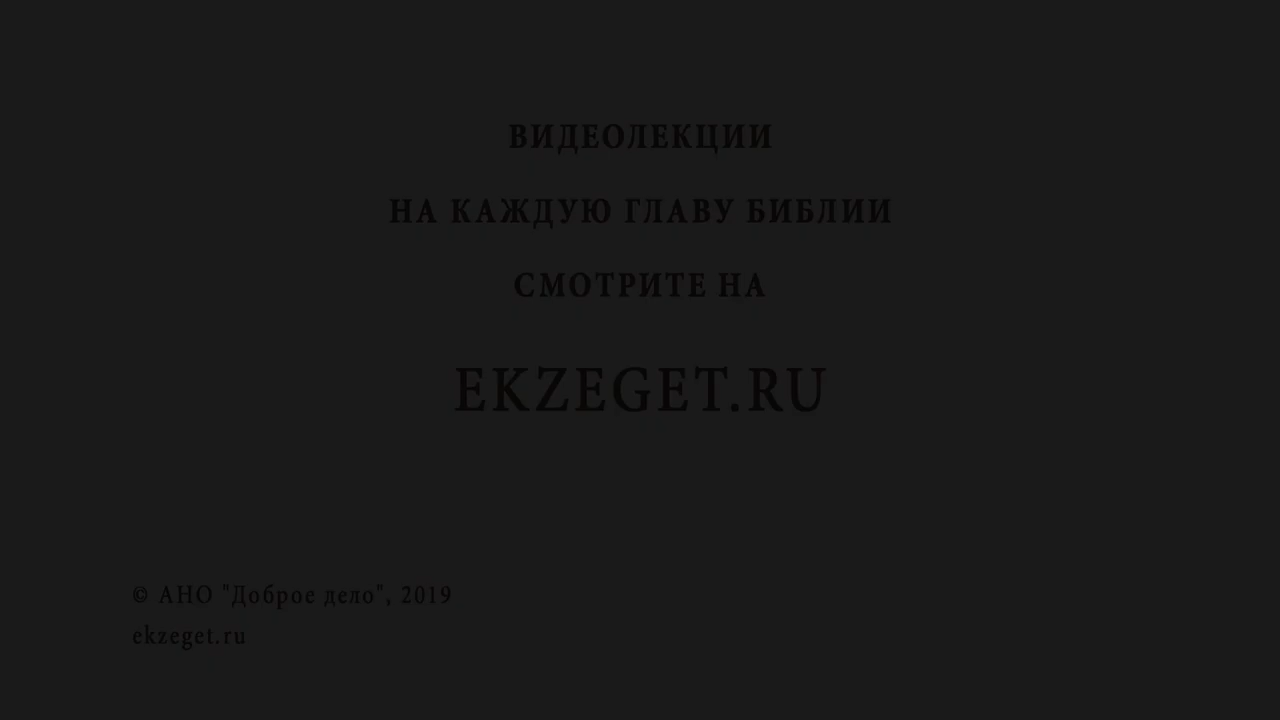 ВИДЕОЛЕКЦИИ
НА КАЖДУЮ ГЛАВУ БИБЛИИ
СМОТРИТЕ НА
EKZEGET.RU
© АНО "Доброе дело", 2019
ekzeget.ru